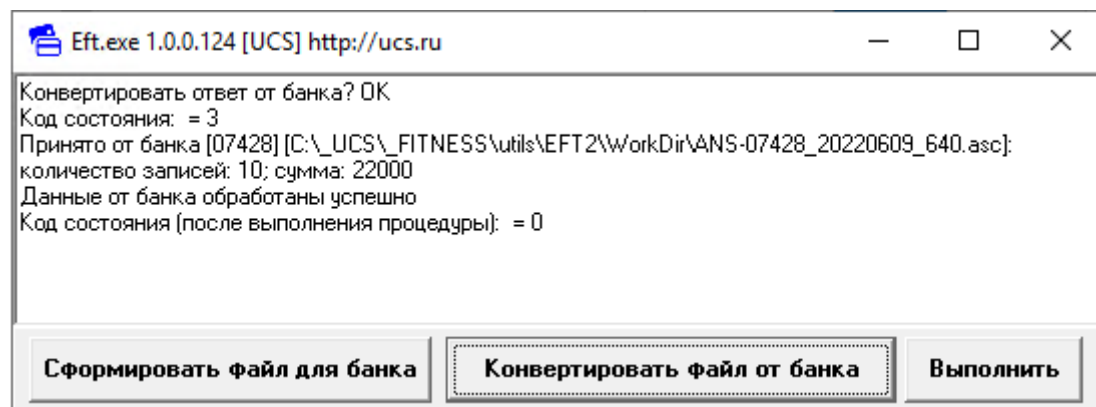 Eft.exe 1.0.0.124 [UCS] http://ucs.ru
Конвертировать ответ от банка? OK
Код состояния:  = 3
Принято от банка [07428] [C:\_UCS\_FITNESS\utils\EFT2\WorkDir\ANS-07428_20220609_640.asc]:
количество записей: 10; сумма: 22000
Данные от банка обработаны успешно
Код состояния (после выполнения процедуры):  = 0
Сформировать файл для банка
Конвертировать файл от банка
Выполнить